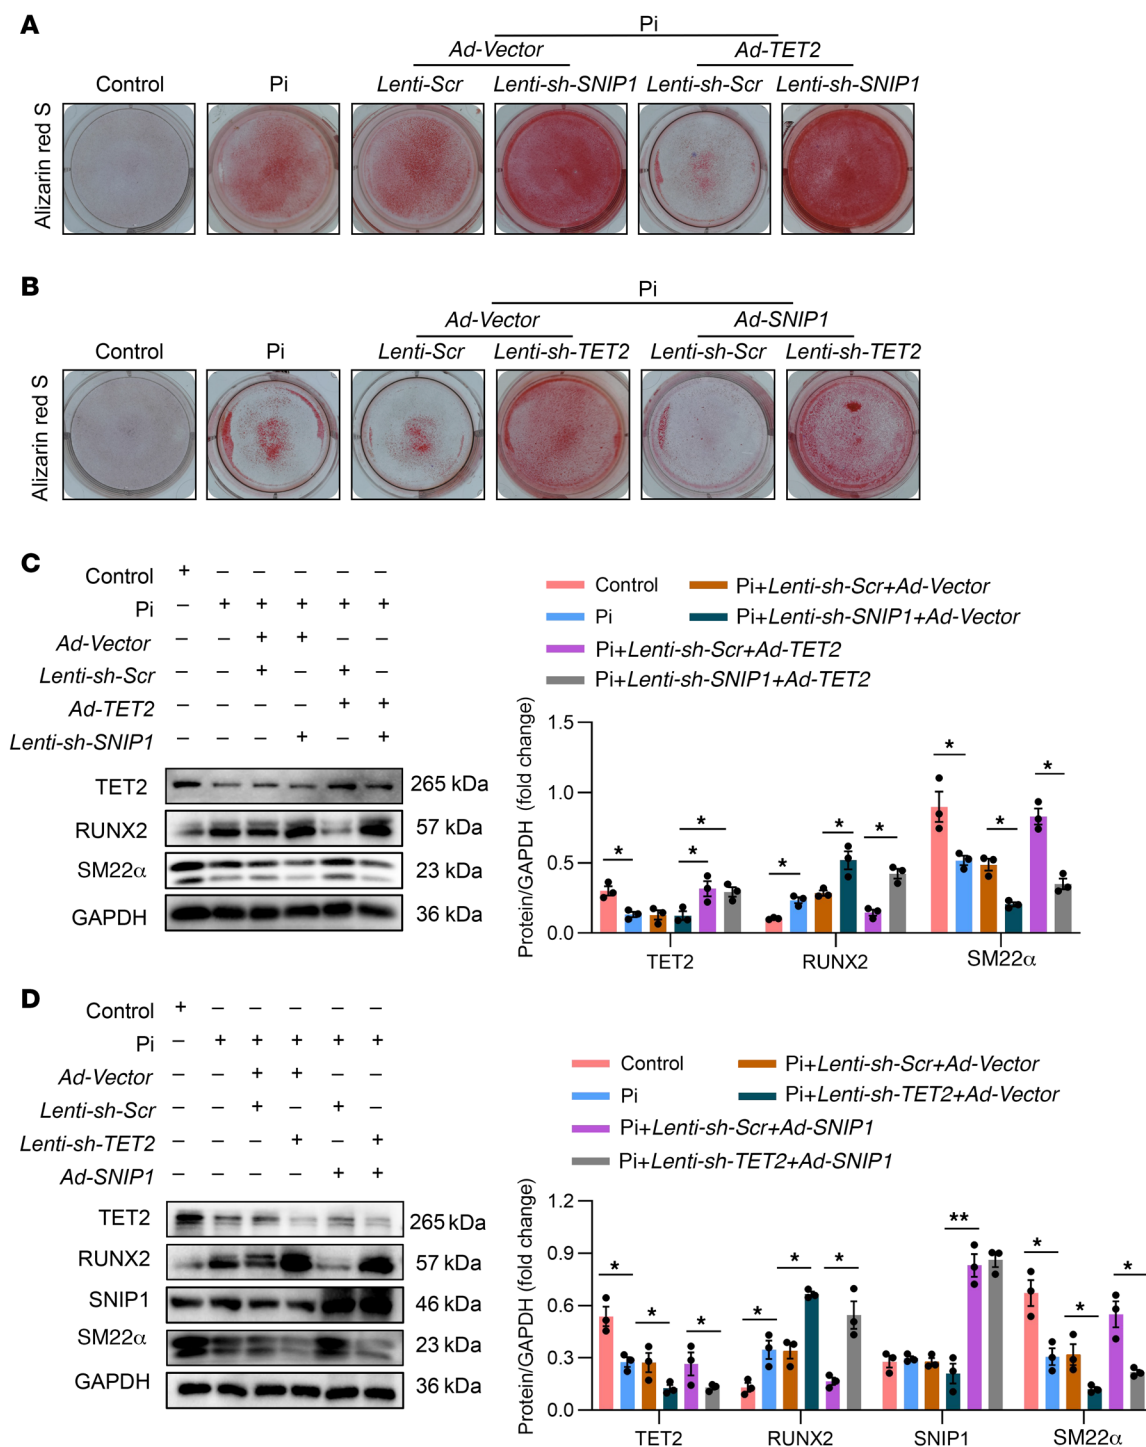 A
Pi
Ad-Vector Ad-TET2
Control Pi Lenti-Scr Lenti-sh-SNIP1 Lenti-sh-Scr Lenti-sh-SNIP1
Alizarin red S
B
Pi
Ad-Vector Ad-SNIP1
Control Pi Lenti-Scr Lenti-sh-TET2 Lenti-sh-Scr Lenti-sh-TET2
Alizarin red S
C
Control + – – – – –
Pi – + + + + +
Ad-Vector – – + + – –
Lenti-sh-Scr – – + – + –
Ad-TET2 – – – – + +
Lenti-sh-SNIP1 – – – + – +
TET2 265 kDa
RUNX2 57 kDa
SM22α 23 kDa
GAPDH 36 kDa
Control Pi+Lenti-sh-Scr+Ad-Vector
Pi Pi+Lenti-sh-SNIP1+Ad-Vector
Pi+Lenti-sh-Scr+Ad-TET2
Pi+Lenti-sh-SNIP1+Ad-TET2
Protein/GAPDH (fold change)
1.5
1.0
0.5
0.0
* * * * * * * * *
TET2 RUNX2 SM22α
D
Control + – – – – –
Pi – + + + + +
Ad-Vector – – + + – –
Lenti-sh-Scr – – + – + –
Lenti-sh-TET2 – – – + – +
Ad-SNIP1 – – – – + +
TET2 265 kDa
RUNX2 57 kDa
SNIP1 46 kDa
SM22α 23 kDa
GAPDH 36 kDa
Control Pi+Lenti-sh-Scr+Ad-Vector
Pi Pi+Lenti-sh-TET2+Ad-Vector
Pi+Lenti-sh-Scr+Ad-SNIP1
Pi+Lenti-sh-TET2+Ad-SNIP1
Protein/GAPDH (fold change)
1.2
0.9
0.6
0.3
0.0
* * * * * * ** * * *
TET2 RUNX2 SNIP1 SM22α